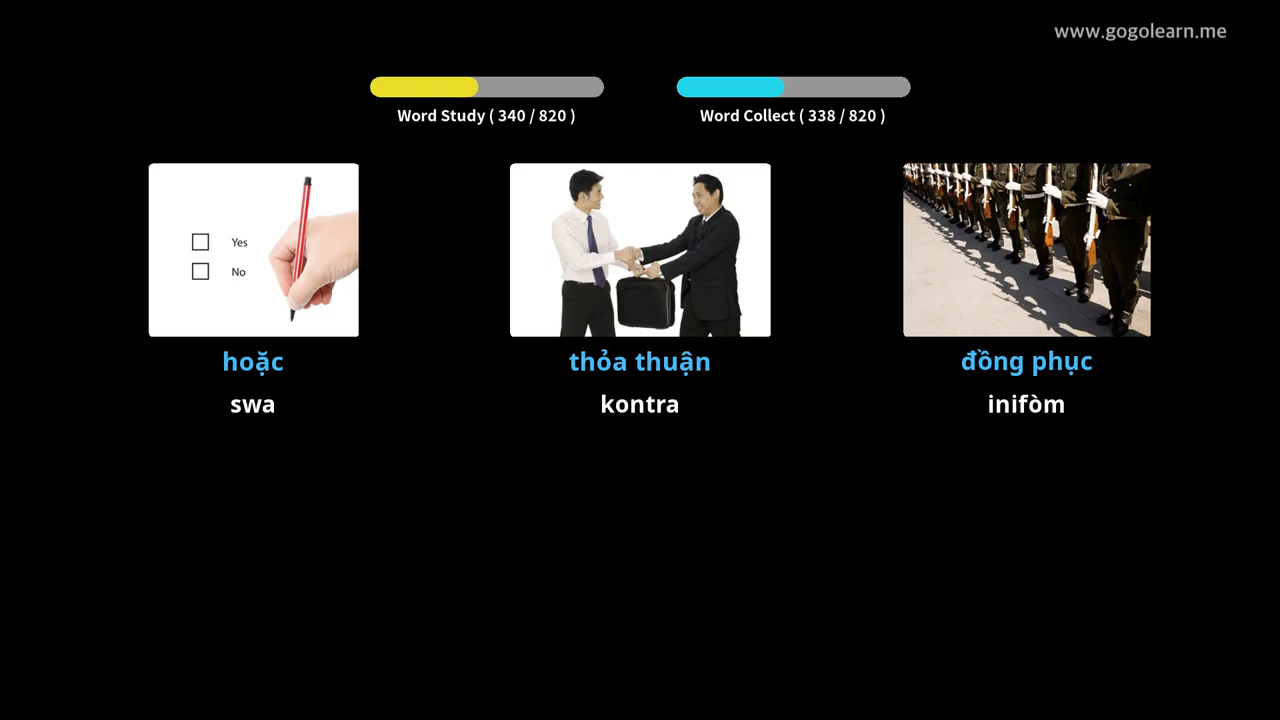 www.gogolearn.me
Word Study ( 340 / 820 )
Word Collect ( 338 / 820 )
Yes
No
hoặc
thỏa thuận
đồng phục
swa
kontra
inifòm